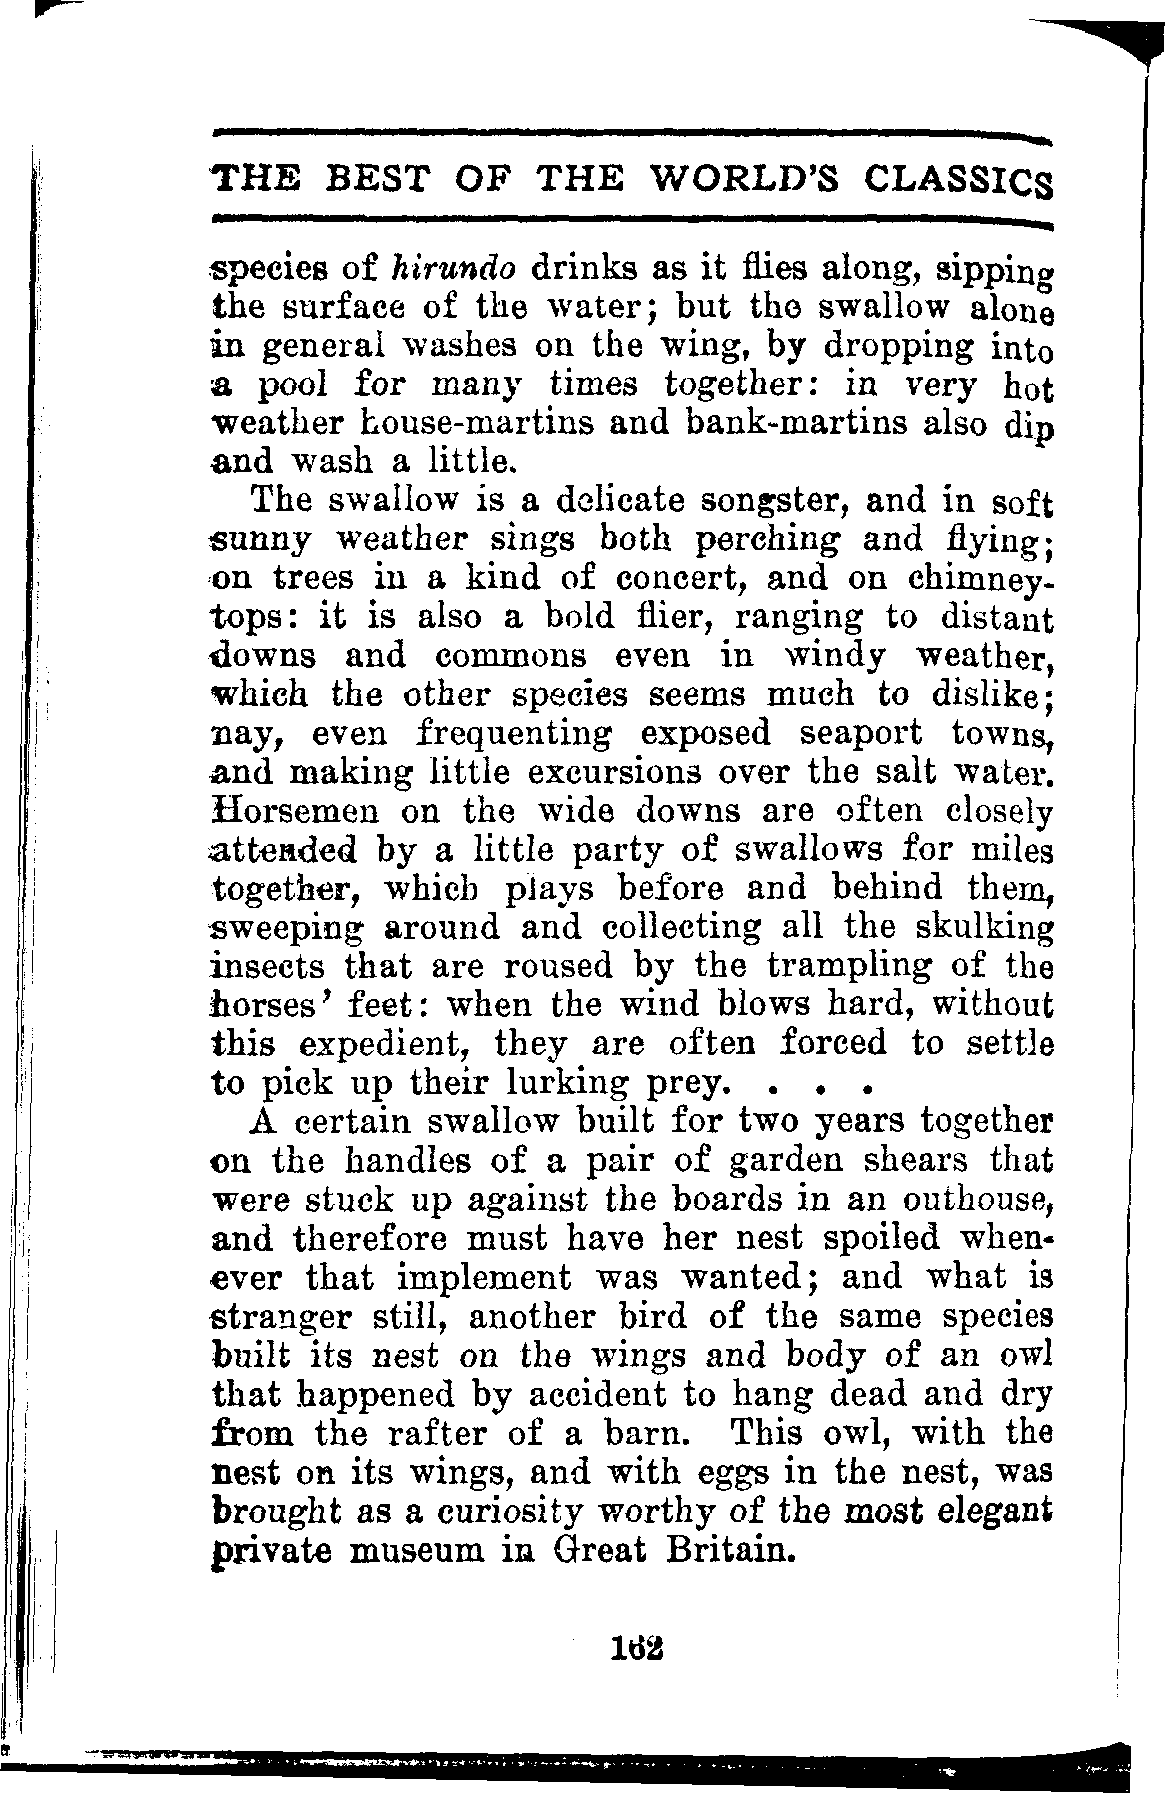 THE BEST OF THE WORLD'S CLASSICS
species of hirundo drinks as it flies along, sipping
the surface of the water; but the swallow alone
in general washes on the wing, by dropping into
a pool for many times together: in very hot
weather house-martins and bank-martins also dip
and wash a little.
The swallow is a delicate songster, and in soft
sunny weather sings both perching and flying;
on trees in a kind of concert, and on chimney-
tops: it is also a bold flier, ranging to distant
downs and commons even in windy weather,
which the other species seems much to dislike;
nay, even frequenting exposed seaport towns,
and making little excursions over the salt water.
Horsemen on the wide downs are often closely
attended by a little party of swallows for miles
together, which plays before and behind them,
sweeping around and collecting all the skulking
insects that are roused by the trampling of the
horses' feet: when the wind blows hard, without
this expedient, they are often forced to settle
to pick up their lurking prey. . . .
A certain swallow built for two years together
on the handles of a pair of garden shears that
were stuck up against the boards in an outhouse,
and therefore must have her nest spoiled when-
ever that implement was wanted; and what is
stranger still, another bird of the same species
built its nest on the wings and body of an owl
that happened by accident to hang dead and dry
from the rafter of a barn. This owl, with the
nest on its wings, and with eggs in the nest, was
brought as a curiosity worthy of the most elegant
private museum in Great Britain.
162